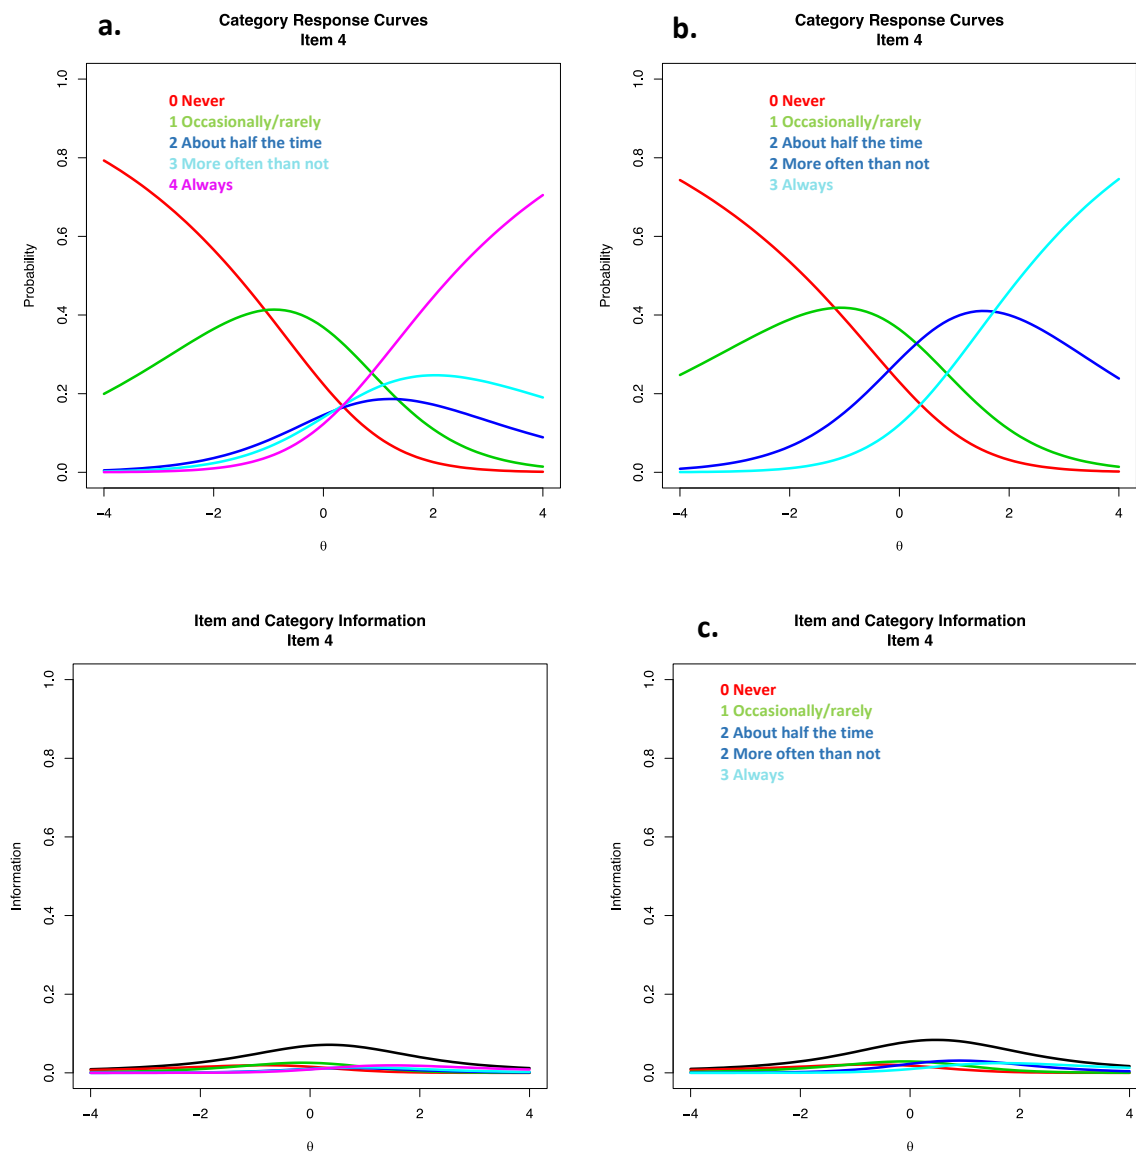 a.
Category Response Curves
Item 4
1.0
0.8
0.6
0.4
0.2
0.0
Probability
0 Never
1 Occasionally/rarely
2 About half the time
3 More often than not
4 Always
−4
−2
0
2
4
θ
b.
Category Response Curves
Item 4
1.0
0.8
0.6
0.4
0.2
0.0
Probability
0 Never
1 Occasionally/rarely
2 About half the time
2 More often than not
3 Always
−4
−2
0
2
4
θ
Item and Category Information
Item 4
1.0
0.8
0.6
0.4
0.2
0.0
Information
−4
−2
0
2
4
θ
c.
Item and Category Information
Item 4
1.0
0.8
0.6
0.4
0.2
0.0
Information
0 Never
1 Occasionally/rarely
2 About half the time
2 More often than not
3 Always
−4
−2
0
2
4
θ